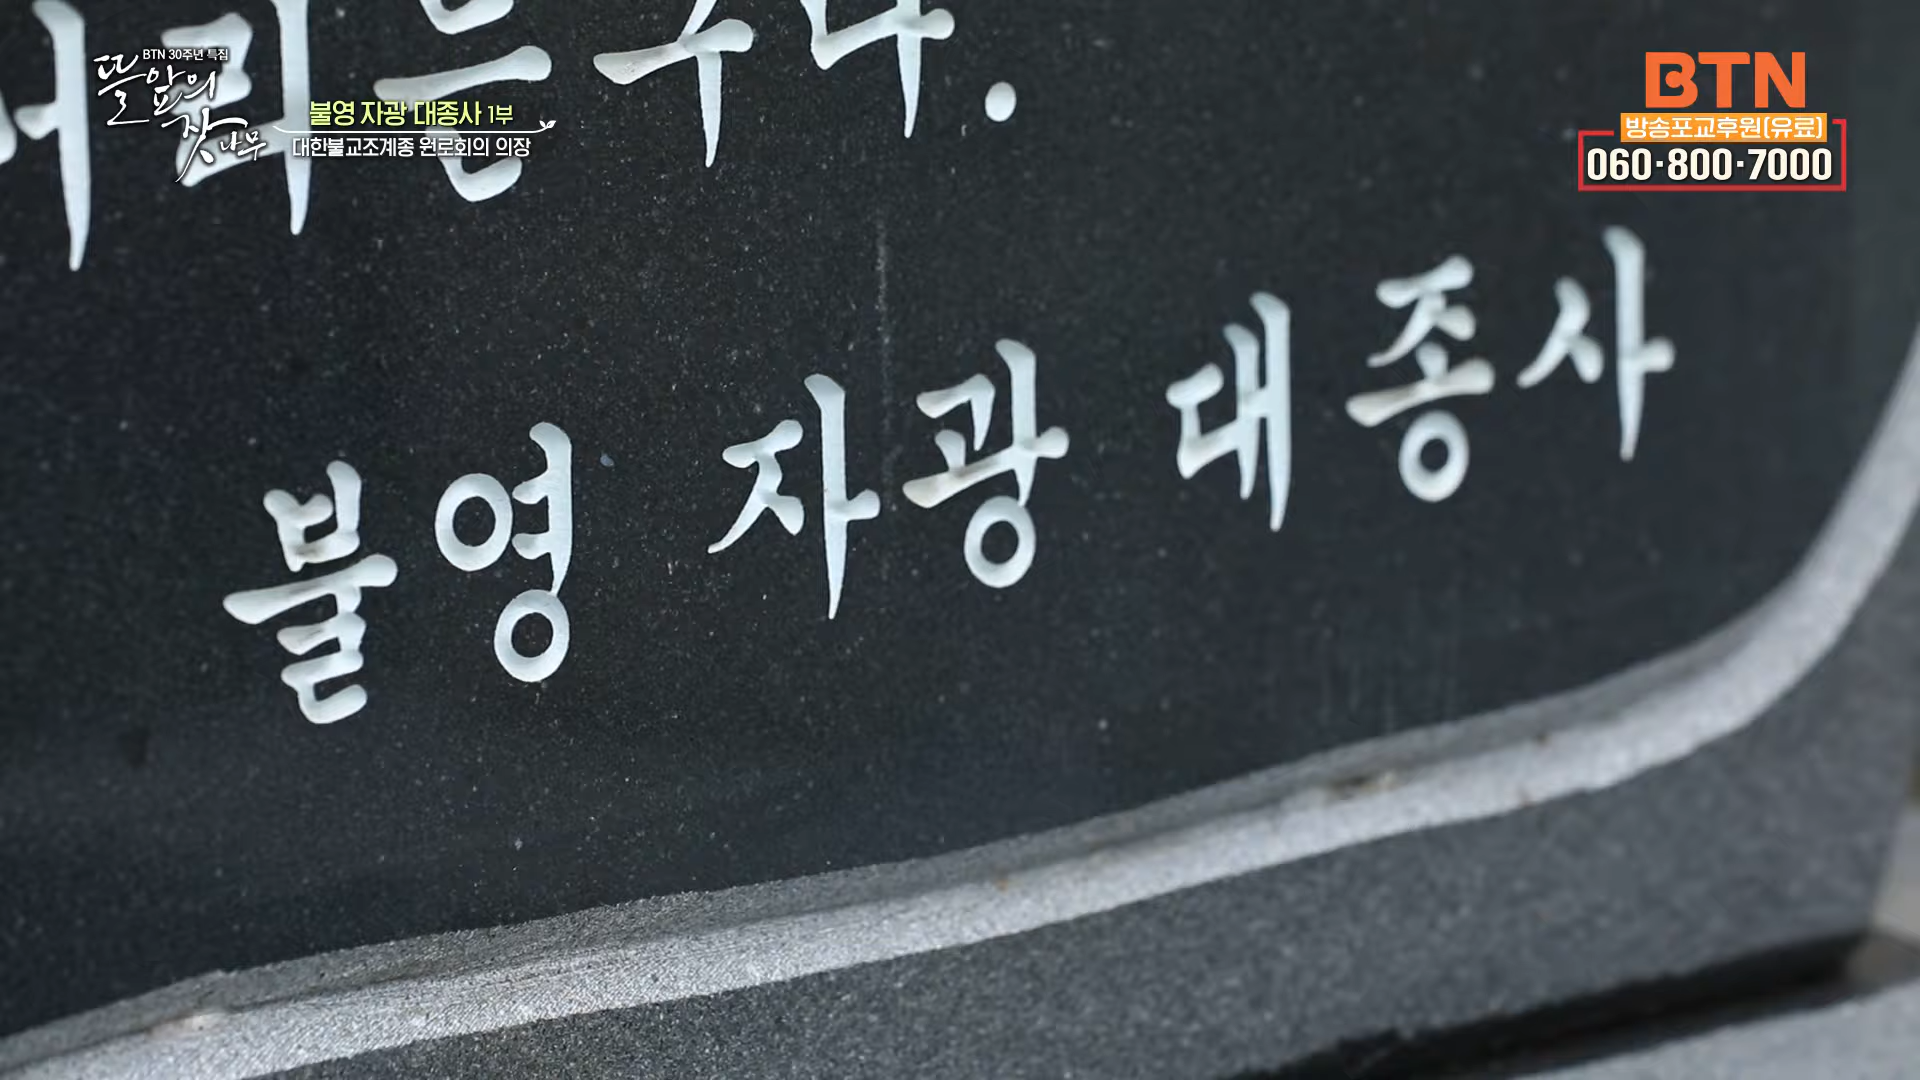 BTN 30주년 특집
뜰 앞의
잣나무
불영 자광 대종사 1부
대한불교조계종 원로회의 의장
BTN
방송포교후원(유료)
060·800·7000
불영 자광 대종사